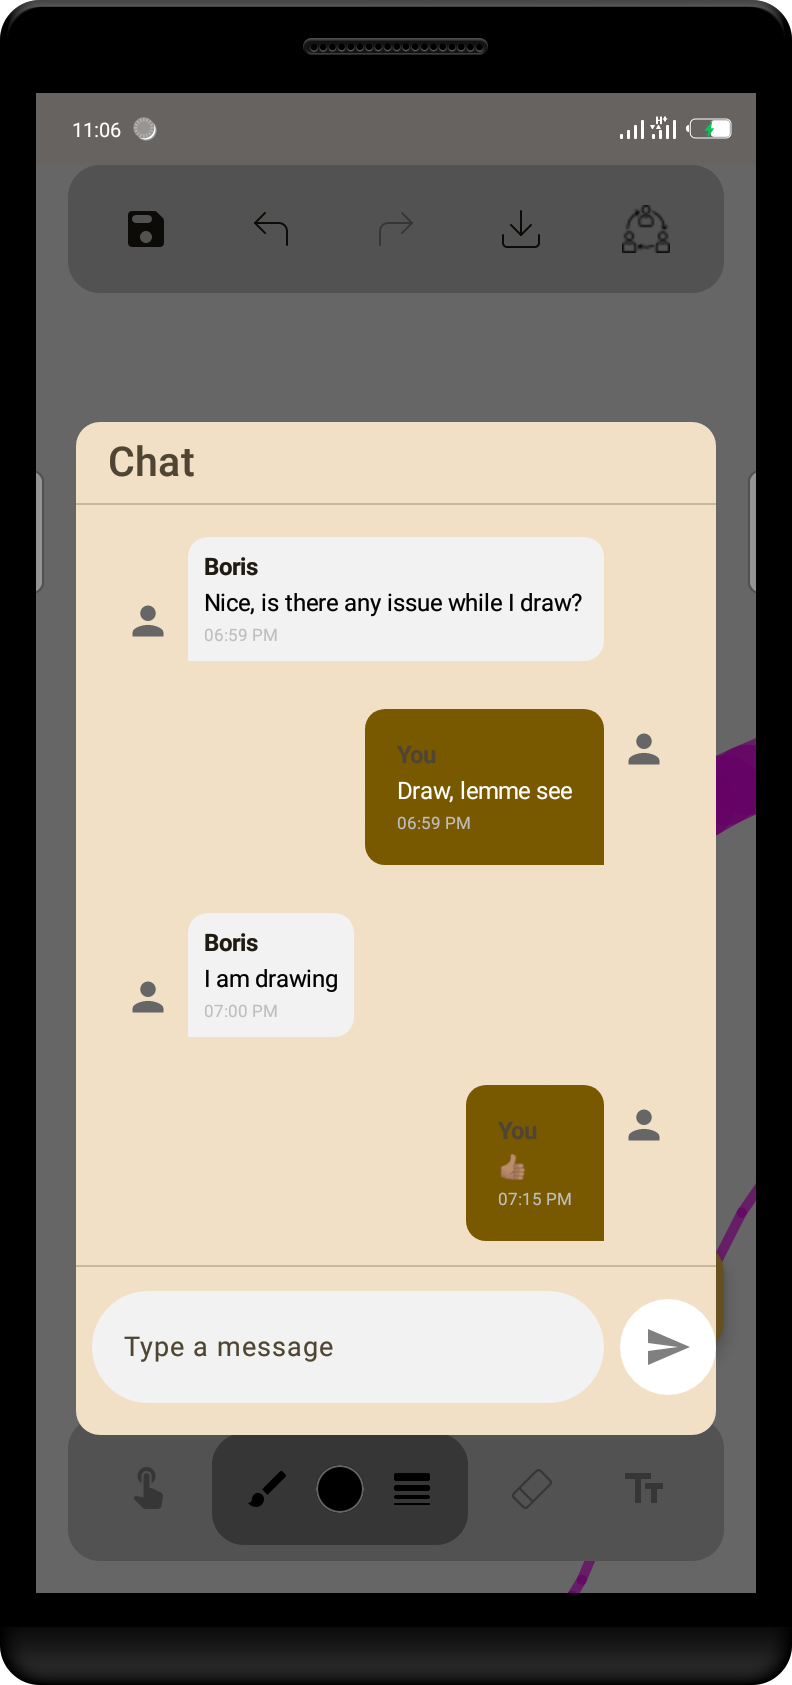 11:06
H+
Chat
Boris
Nice, is there any issue while I draw?
06:59 PM
You
Draw, lemme see
06:59 PM
Boris
I am drawing
07:00 PM
You
👍🏽
07:15 PM
Type a message
TT